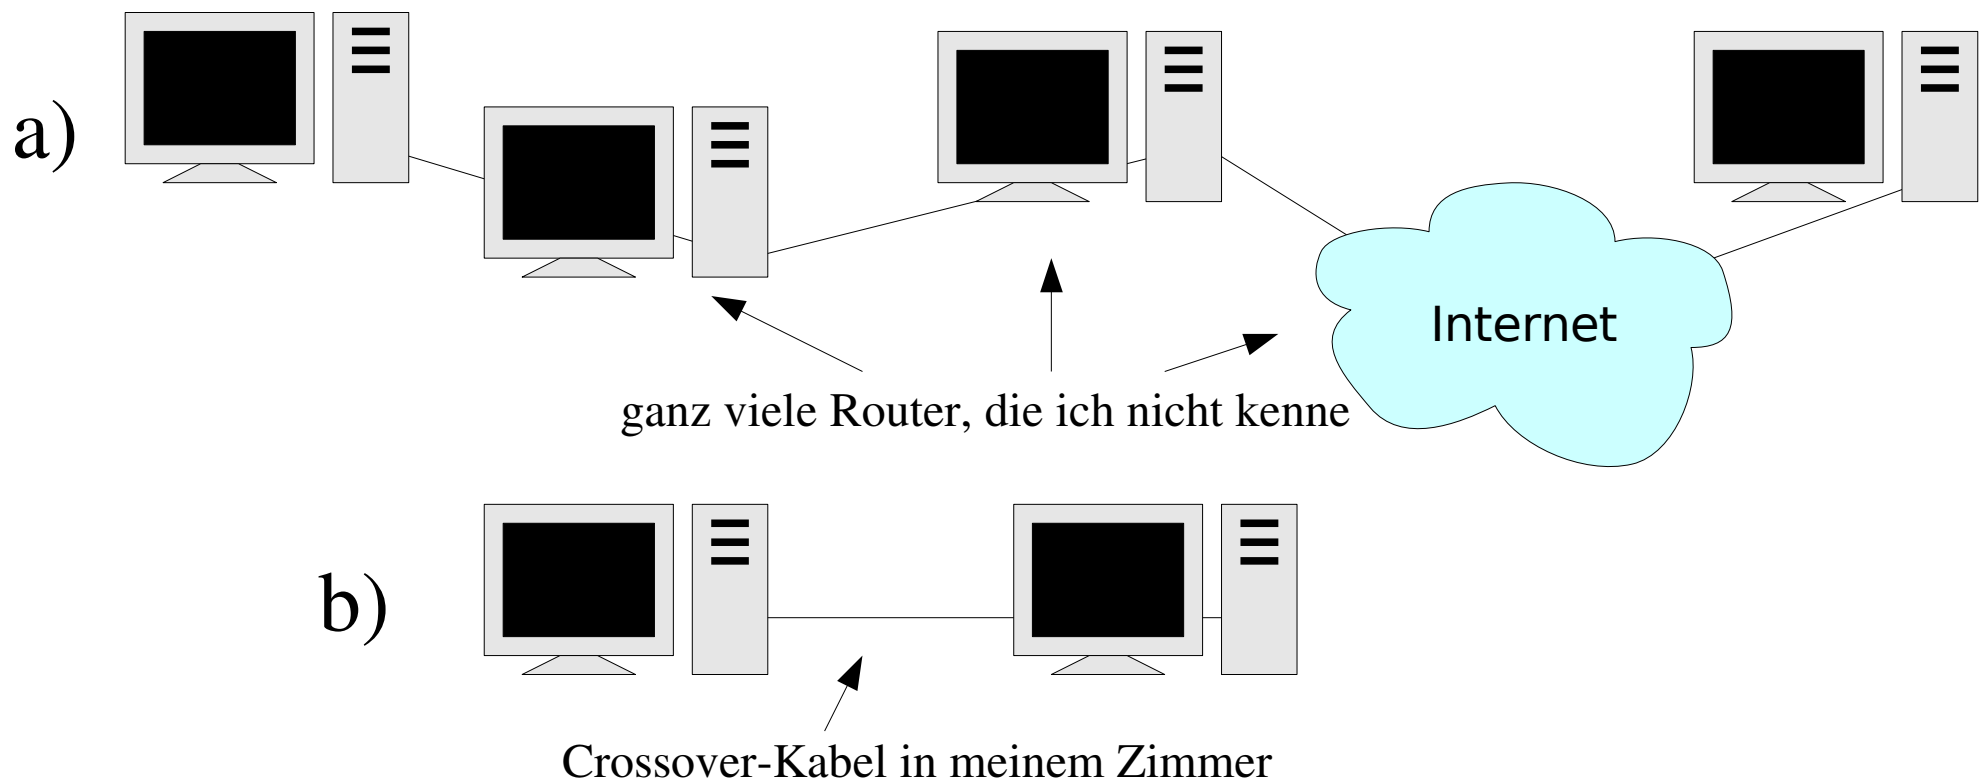 a)
Internet
ganz viele Router, die ich nicht kenne
b)
Crossover-Kabel in meinem Zimmer